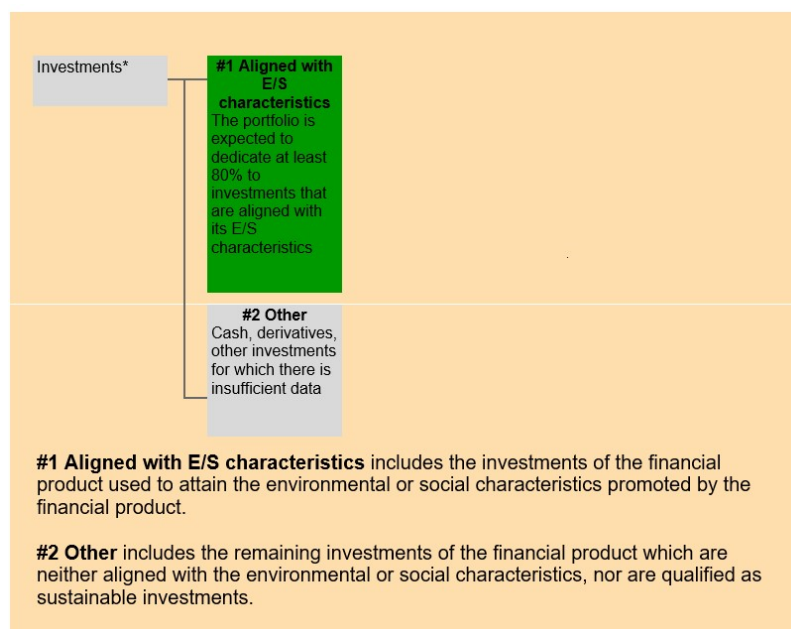 Investments*
#1 Aligned with
E/S
characteristics
The portfolio is
expected to
dedicate at least
80% to
investments that
are aligned with
its E/S
characteristics
#2 Other
Cash, derivatives,
other investments
for which there is
insufficient data
#1 Aligned with E/S characteristics includes the investments of the financial
product used to attain the environmental or social characteristics promoted by the
financial product.
#2 Other includes the remaining investments of the financial product which are
neither aligned with the environmental or social characteristics, nor are qualified as
sustainable investments.